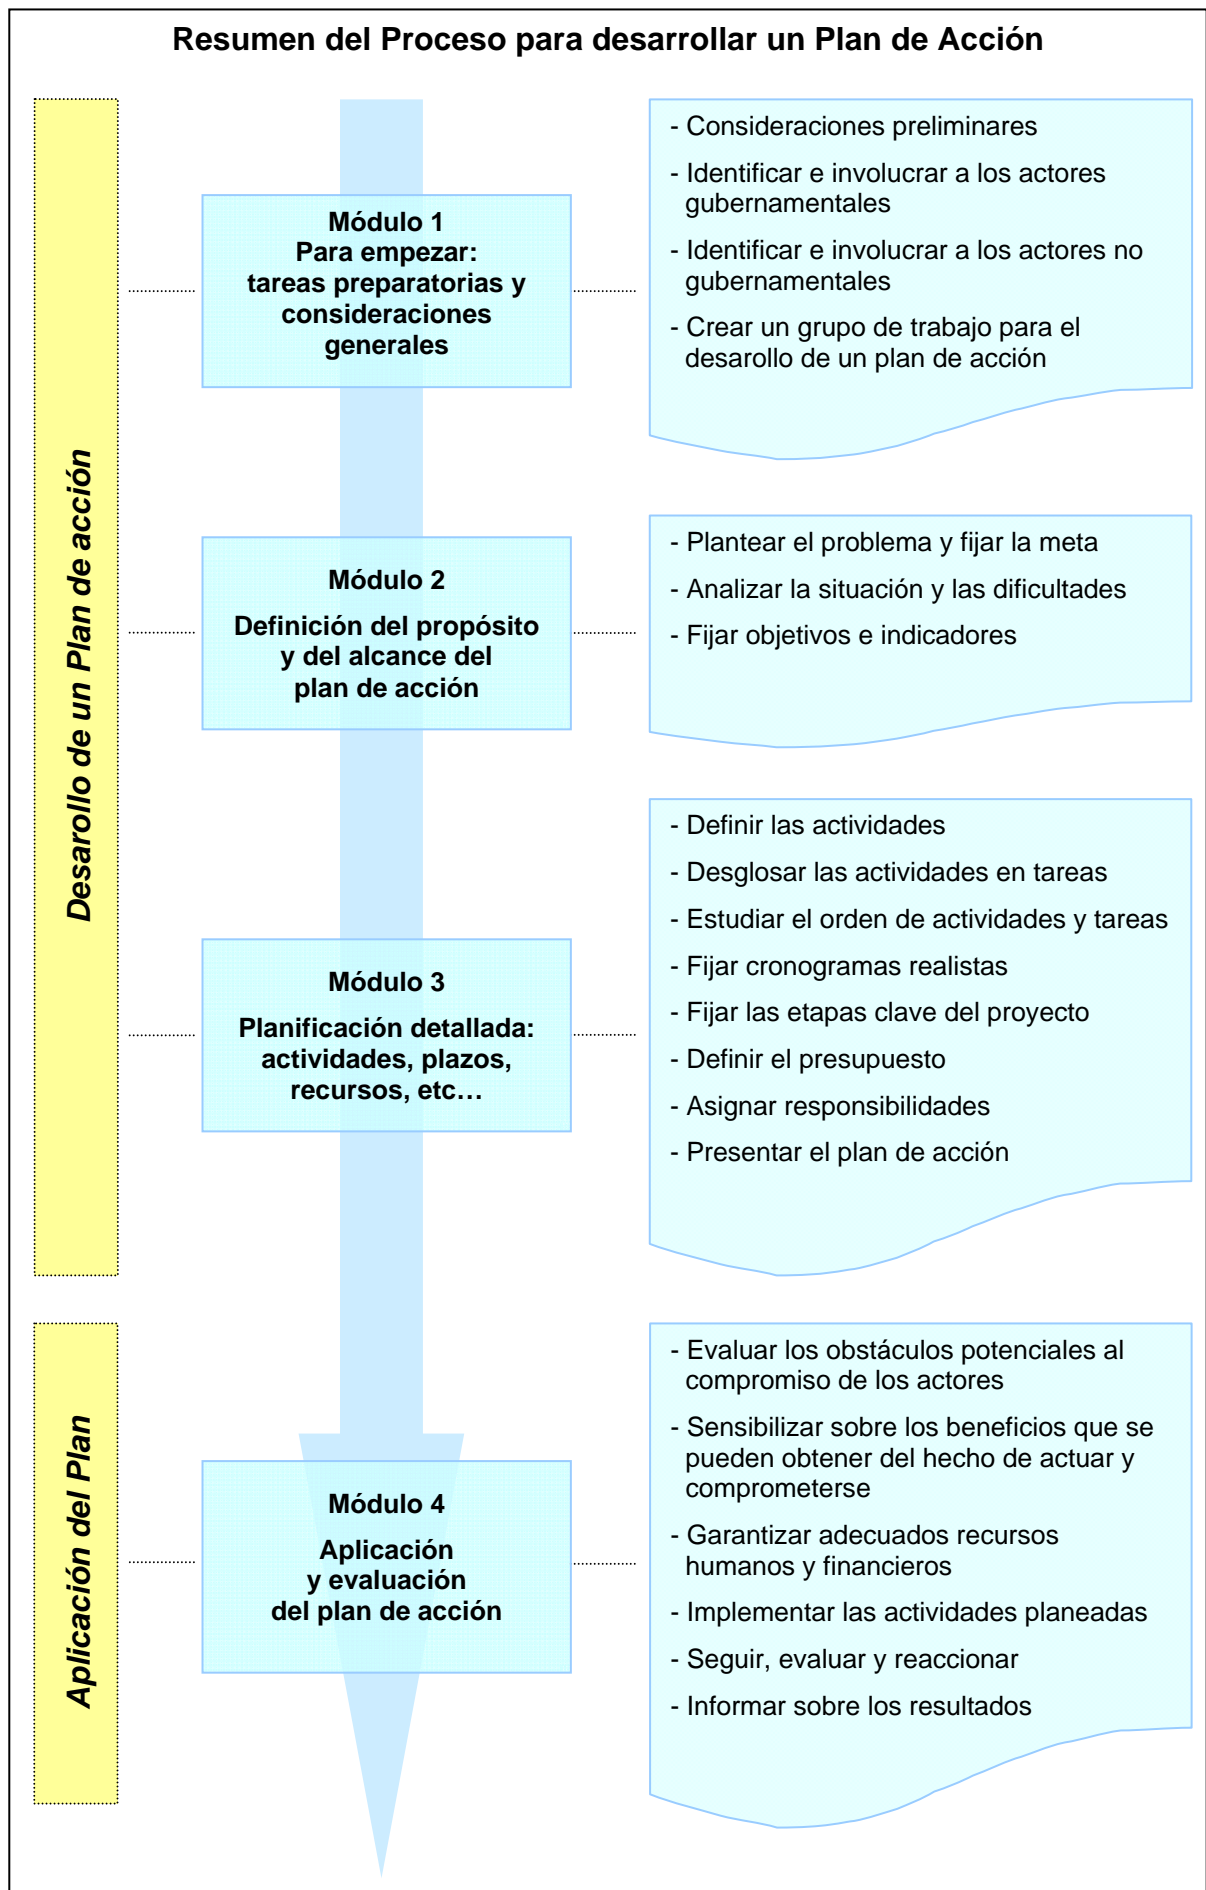 Resumen del Proceso para desarrollar un Plan de Acción
Desarollo de un Plan de acción
Módulo 1
Para empezar:
tareas preparatorias y
consideraciones
generales
- Consideraciones preliminares
- Identificar e involucrar a los actores
gubernamentales
- Identificar e involucrar a los actores no
gubernamentales
- Crear un grupo de trabajo para el
desarollo de un plan de acción
Módulo 2
Definición del propósito
y del alcance del
plan de acción
- Plantear el problema y fijar la meta
- Analizar la situación y las dificultades
- Fijar objetivos e indicadores
Módulo 3
Planificación detallada:
actividades, plazos,
recursos, etc…
- Definir las actividades
- Desglosar las actividades en tareas
- Estudiar el orden de actividades y tareas
- Fijar cronogramas realistas
- Fijar las etapas clave del proyecto
- Definir el presupuesto
- Asignar responsibilidades
- Presentar el plan de acción
Aplicación del Plan
Módulo 4
Aplicación
y evaluación
del plan de acción
- Evaluar los obstáculos potenciales al
compromiso de los actores
- Sensibilizar sobre los beneficios que se
pueden obtener del hecho de actuar y
comprometerse
- Garantizar adecuados recursos
humanos y financieros
- Implementar las actividades planeadas
- Seguir, evaluar y reaccionar
- Informar sobre los resultados